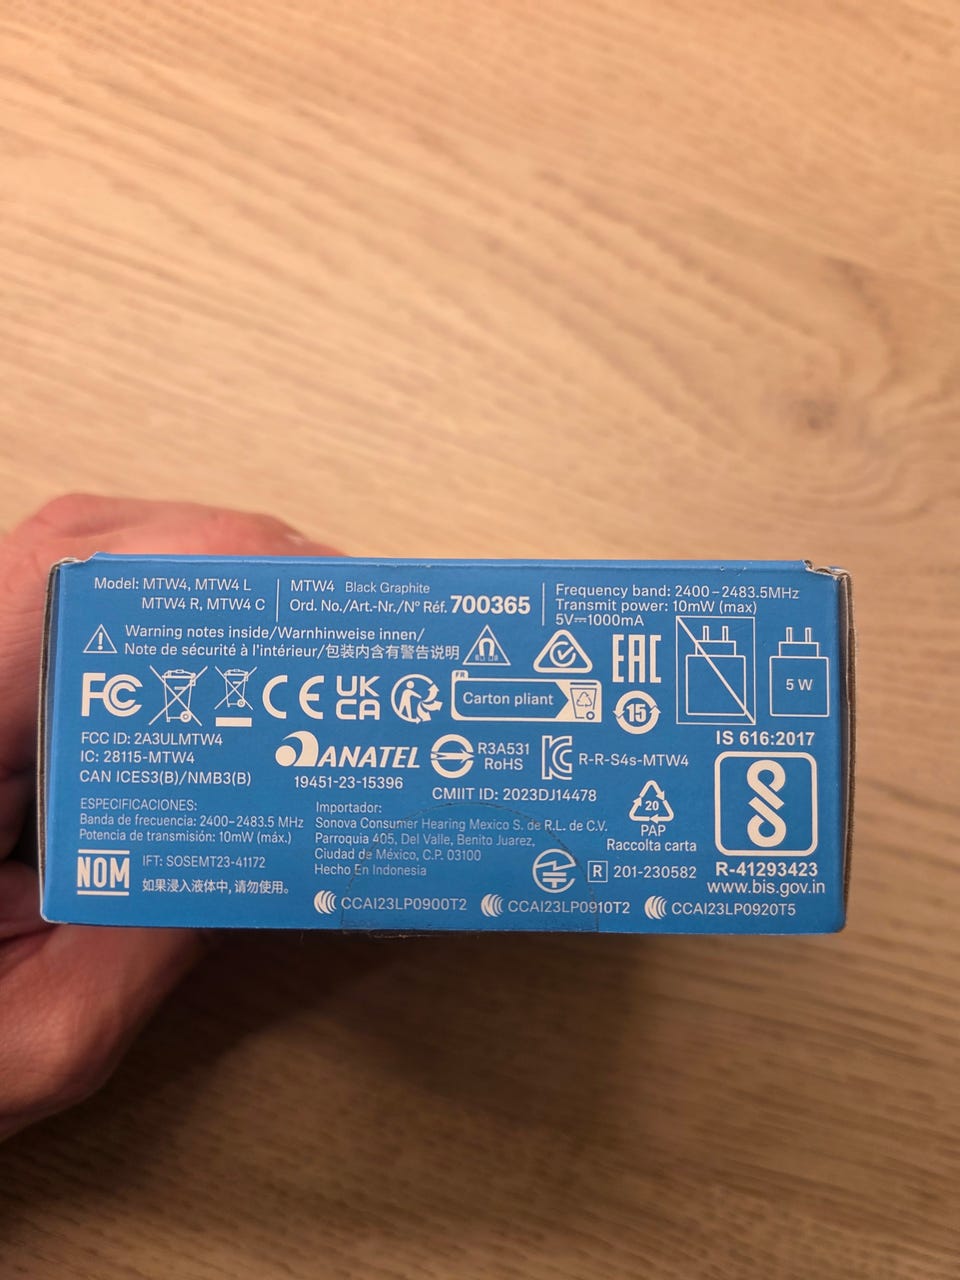 Model: MTW4, MTW4 L
MTW4 R, MTW4 C
MTW4 Black Graphite
Ord. No./Art.-Nr./N° Réf. 700365
Frequency band: 2400–2483.5MHz
Transmit power: 10mW (max)
5V⎓1000mA
Warning notes inside/Warnhinweise innen/
Note de sécurité à l'intérieur/包装内含有警告说明
EAC
5 W
FC
CE
UK
CA
FR
Carton pliant
15
FCC ID: 2A3ULMTW4
IC: 28115-MTW4
CAN ICES3(B)/NMB3(B)
ANATEL
19451-23-15396
R3A531
RoHS
R-R-S4s-MTW4
CMIIT ID: 2023DJ14478
IS 616:2017
20
PAP
Raccolta carta
R-41293423
www.bis.gov.in
ESPECIFICACIONES:
Banda de frecuencia: 2400–2483.5 MHz
Potencia de transmisión: 10mW (máx.)
NOM
IFT: SOSEMT23-41172
如果浸入液体中, 请勿使用。
Importador:
Sonova Consumer Hearing Mexico S. de R.L. de C.V.
Parroquia 405, Del Valle, Benito Juarez,
Ciudad de México, C.P. 03100
Hecho En Indonesia
R 201-230582
CCAI23LP0900T2
CCAI23LP0910T2
CCAI23LP0920T5